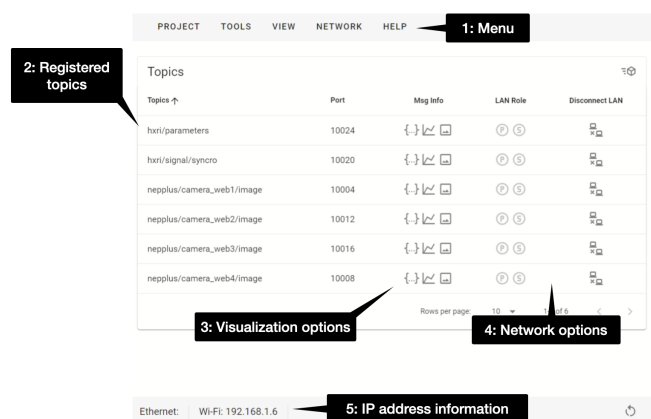 PROJECT TOOLS VIEW NETWORK HELP
1: Menu
2: Registered
topics
Topics
Topics Port Msg Info LAN Role Disconnect LAN
hxri/parameters 10024 {..} P S
hxri/signal/syncro 10020 {..} P S
nepplus/camera_web1/image 10004 {..} P S
nepplus/camera_web2/image 10012 {..} P S
nepplus/camera_web3/image 10016 {..} P S
nepplus/camera_web4/image 10008 {..} P S
3: Visualization options
Rows per page: 10 of 6
4: Network options
Ethernet: Wi-Fi: 192.168.1.6
5: IP address information